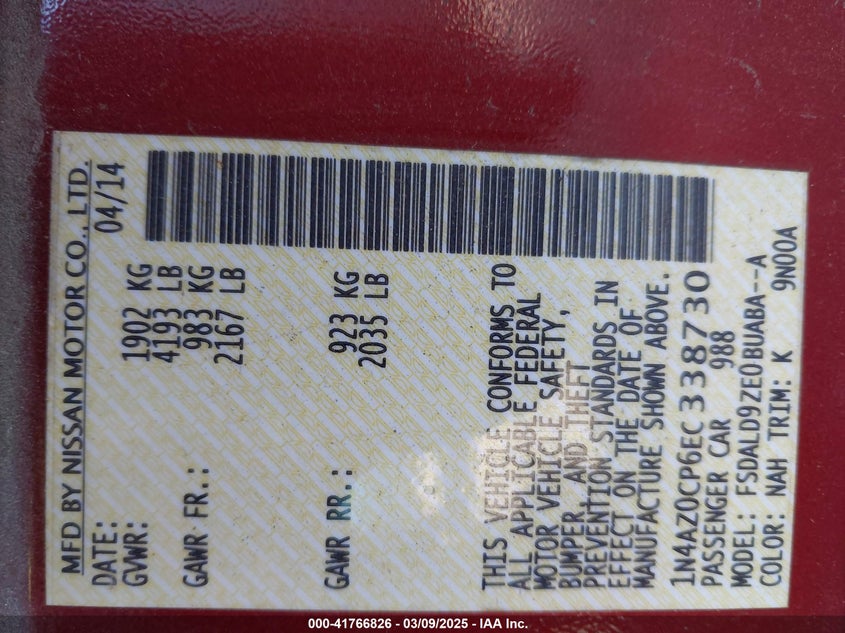 MFD BY NISSAN MOTOR CO., LTD.
DATE: 04/14
GVWR: 1902 KG
4193 LB
GAWR FR.: 983 KG
2167 LB
GAWR RR.: 923 KG
2035 LB
THIS VEHICLE CONFORMS TO
ALL APPLICABLE FEDERAL
MOTOR VEHICLE SAFETY,
BUMPER, AND THEFT
PREVENTION STANDARDS IN
EFFECT ON THE DATE OF
MANUFACTURE SHOWN ABOVE.
1N4AZ0CP6EC338730
PASSENGER CAR 988
MODEL: FSDALD9ZE0BUABA--A
COLOR: NAH TRIM: K 9N00A
000-41766826 - 03/09/2025 - IAA Inc.